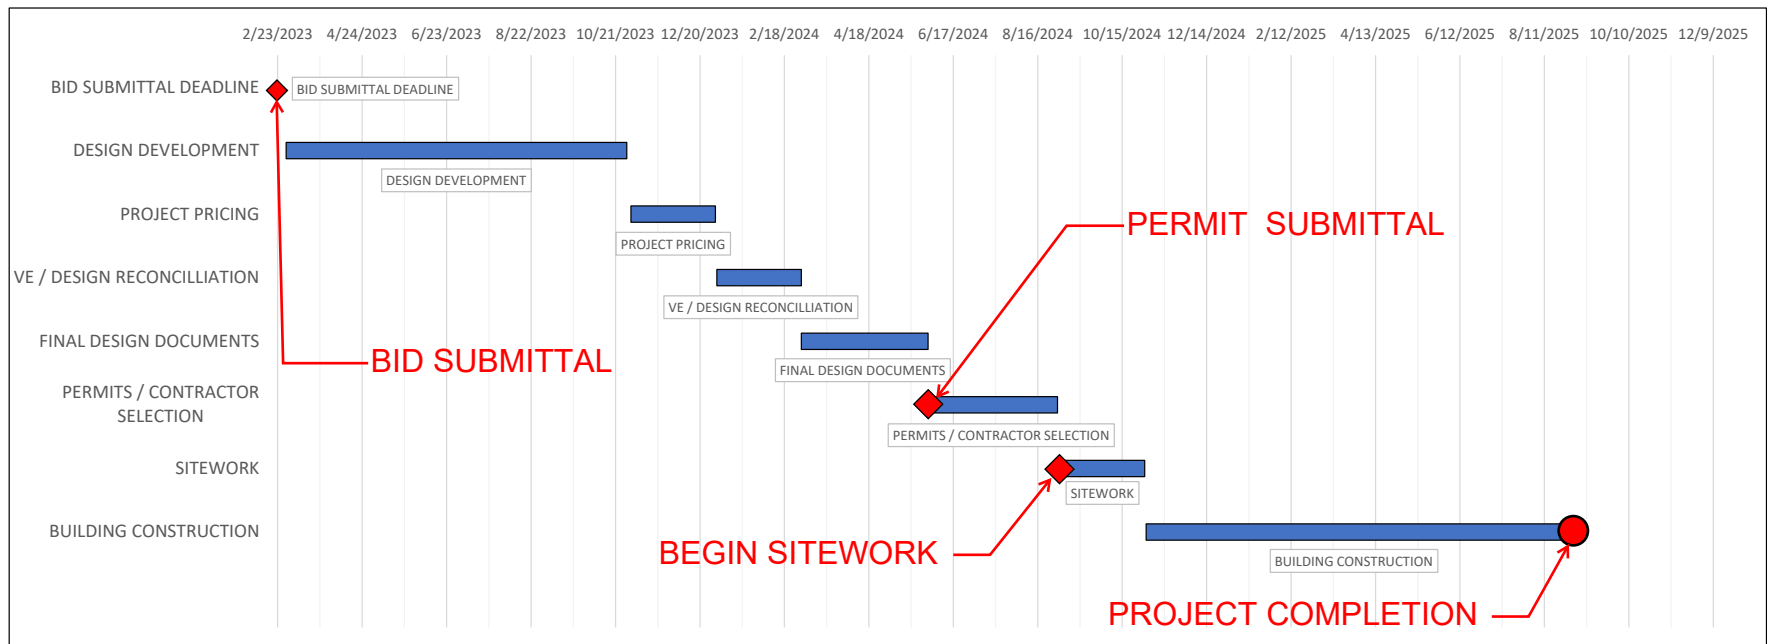 2/23/2023 4/24/2023 6/23/2023 8/22/2023 10/21/2023 12/20/2023 2/18/2024 4/18/2024 6/17/2024 8/16/2024 10/15/2024 12/14/2024 2/12/2025 4/13/2025 6/12/2025 8/11/2025 10/10/2025 12/9/2025
BID SUBMITTAL DEADLINE
BID SUBMITTAL DEADLINE
DESIGN DEVELOPMENT
DESIGN DEVELOPMENT
PROJECT PRICING
PERMIT SUBMITTAL
PROJECT PRICING
VE / DESIGN RECONCILLIATION
VE / DESIGN RECONCILLIATION
FINAL DESIGN DOCUMENTS
BID SUBMITTAL
FINAL DESIGN DOCUMENTS
PERMITS / CONTRACTOR
SELECTION
PERMITS / CONTRACTOR SELECTION
SITEWORK
SITEWORK
BUILDING CONSTRUCTION
BEGIN SITEWORK
BUILDING CONSTRUCTION
PROJECT COMPLETION